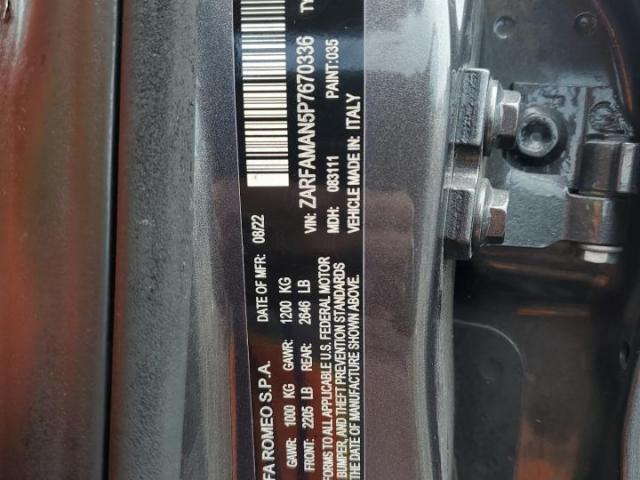 FA ROMEO S.P.A. DATE OF MFR: 08/22
GAWR: 1000 KG GAWR: 1200 KG
FRONT: 2205 LB REAR: 2646 LB
FORMS TO ALL APPLICABLE U.S. FEDERAL MOTOR
BUMPER, AND THEFT PREVENTION STANDARDS
THE DATE OF MANUFACTURE SHOWN ABOVE.
VIN: ZARFAMAN5P7670336 TY
MDH: 083111 PAINT:035
VEHICLE MADE IN: ITALY